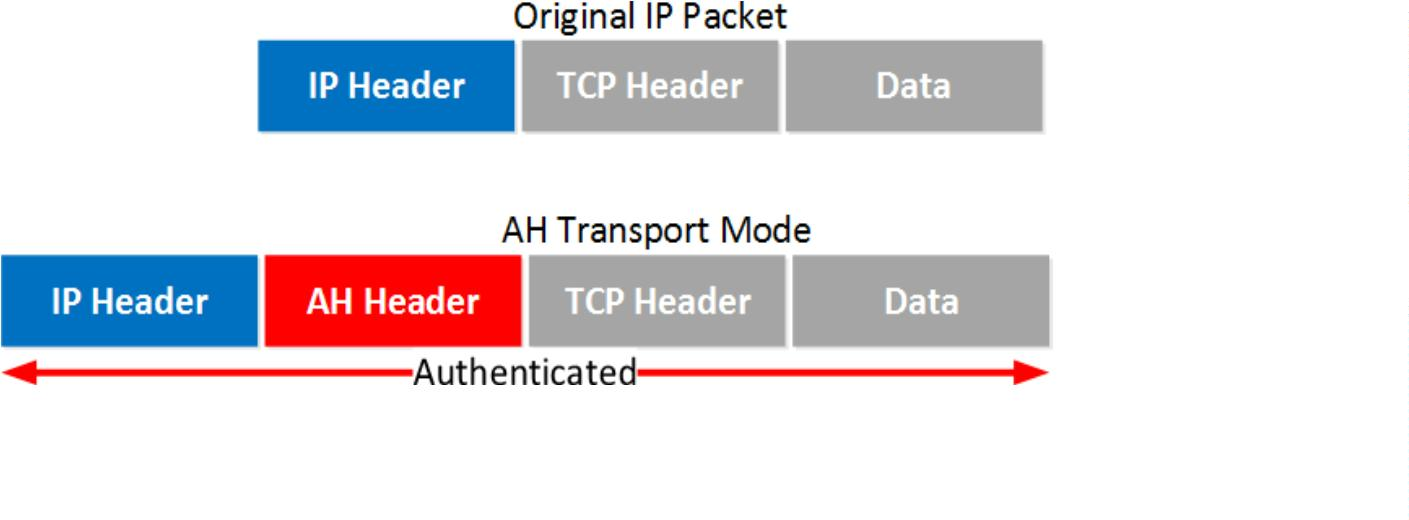 Original IP Packet
IP Header TCP Header Data
AH Transport Mode
IP Header AH Header TCP Header Data
Authenticated